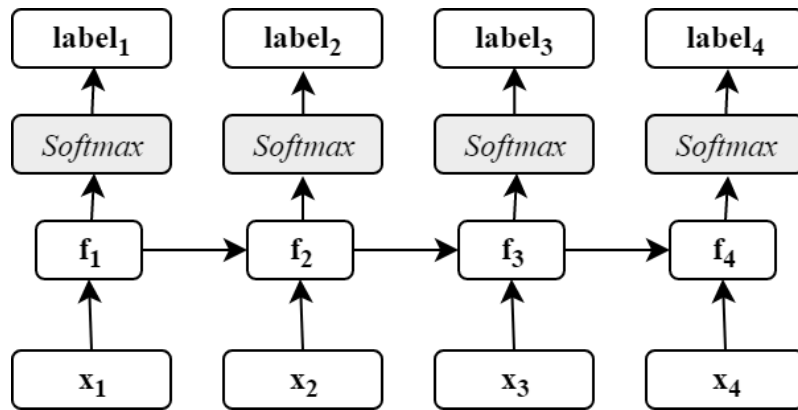 label₁ label₂ label₃ label₄
Softmax Softmax Softmax Softmax
f₁ f₂ f₃ f₄
x₁ x₂ x₃ x₄